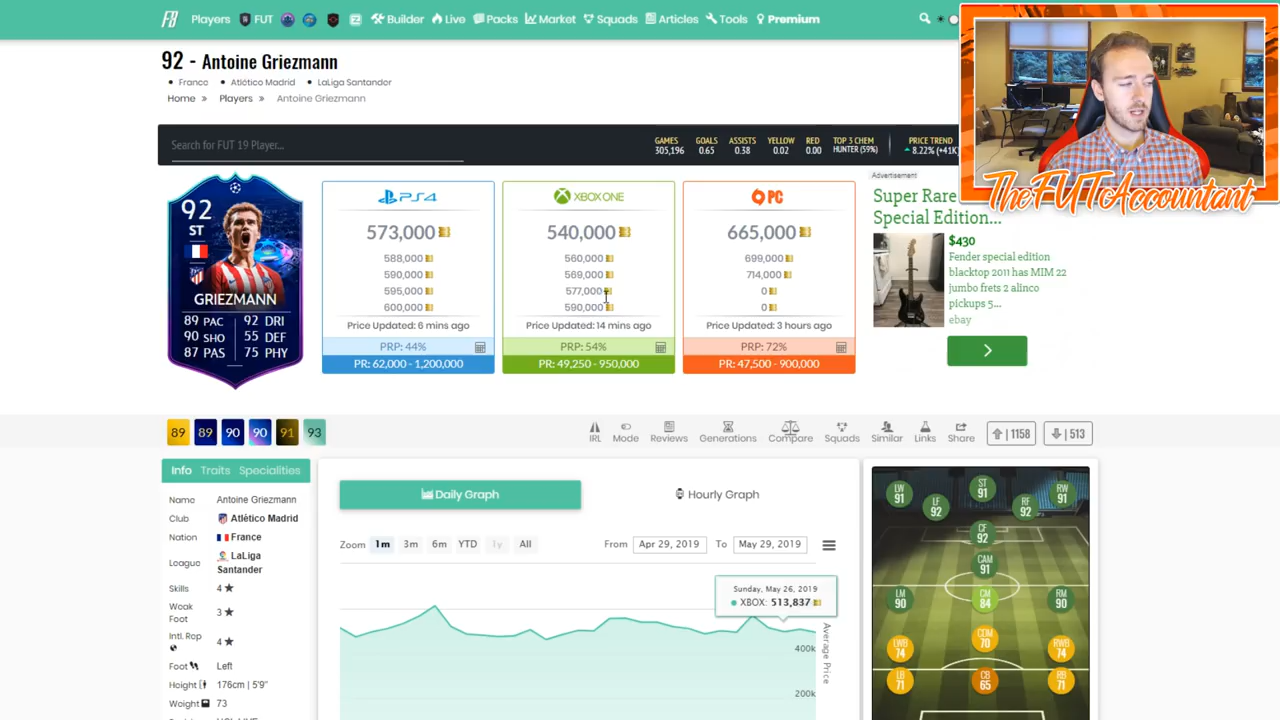 F8 Players FUT Z Builder Live Packs Market Squads Articles Tools Premium
92 - Antoine Griezmann
• France • Atlético Madrid • LaLiga Santander
Home » Players » Antoine Griezmann
Search for FUT 19 Player...
GAMES GOALS ASSISTS YELLOW RED TOP 3 CHEM PRICE TREND
305,196 0.65 0.38 0.02 0.00 HUNTER (59%) 8.22% (+41K)
TheFUTAccountant
92
ST
GRIEZMANN
89 PAC 92 DRI
90 SHO 55 DEF
87 PAS 75 PHY
PS4
573,000
588,000
590,000
595,000
600,000
Price Updated: 6 mins ago
PRP: 44%
PR: 62,000 - 1,200,000
XBOX ONE
540,000
560,000
569,000
577,000
590,000
Price Updated: 14 mins ago
PRP: 54%
PR: 49,250 - 950,000
PC
665,000
699,000
714,000
0
0
Price Updated: 3 hours ago
PRP: 72%
PR: 47,500 - 900,000
Advertisement
Super Rare
Special Edition...
$430
Fender special edition
blacktop 2011 has MIM 22
jumbo frets 2 alinco
pickups 5...
ebay
89 89 90 90 91 93
IRL Mode Reviews Generations Compare Squads Similar Links Share | 1158 | 513
Info Traits Specialities
Name Antoine Griezmann
Club Atlético Madrid
Nation France
League LaLiga
Santander
Skills 4
Weak
Foot 3
Intl. Rep 4
Foot Left
Height 176cm | 5'9"
Weight 73
Daily Graph
Hourly Graph
Zoom 1m 3m 6m YTD 1y All
From Apr 29, 2019 To May 29, 2019
Sunday, May 26, 2019
XBOX: 513,837
400k
200k
Average Price
LW
91
ST
91
RW
91
LF
92
RF
92
CF
92
CAM
91
LM
90
CM
84
RM
90
CDM
70
LWB
74
RWB
74
LB
71
CB
65
RB
71